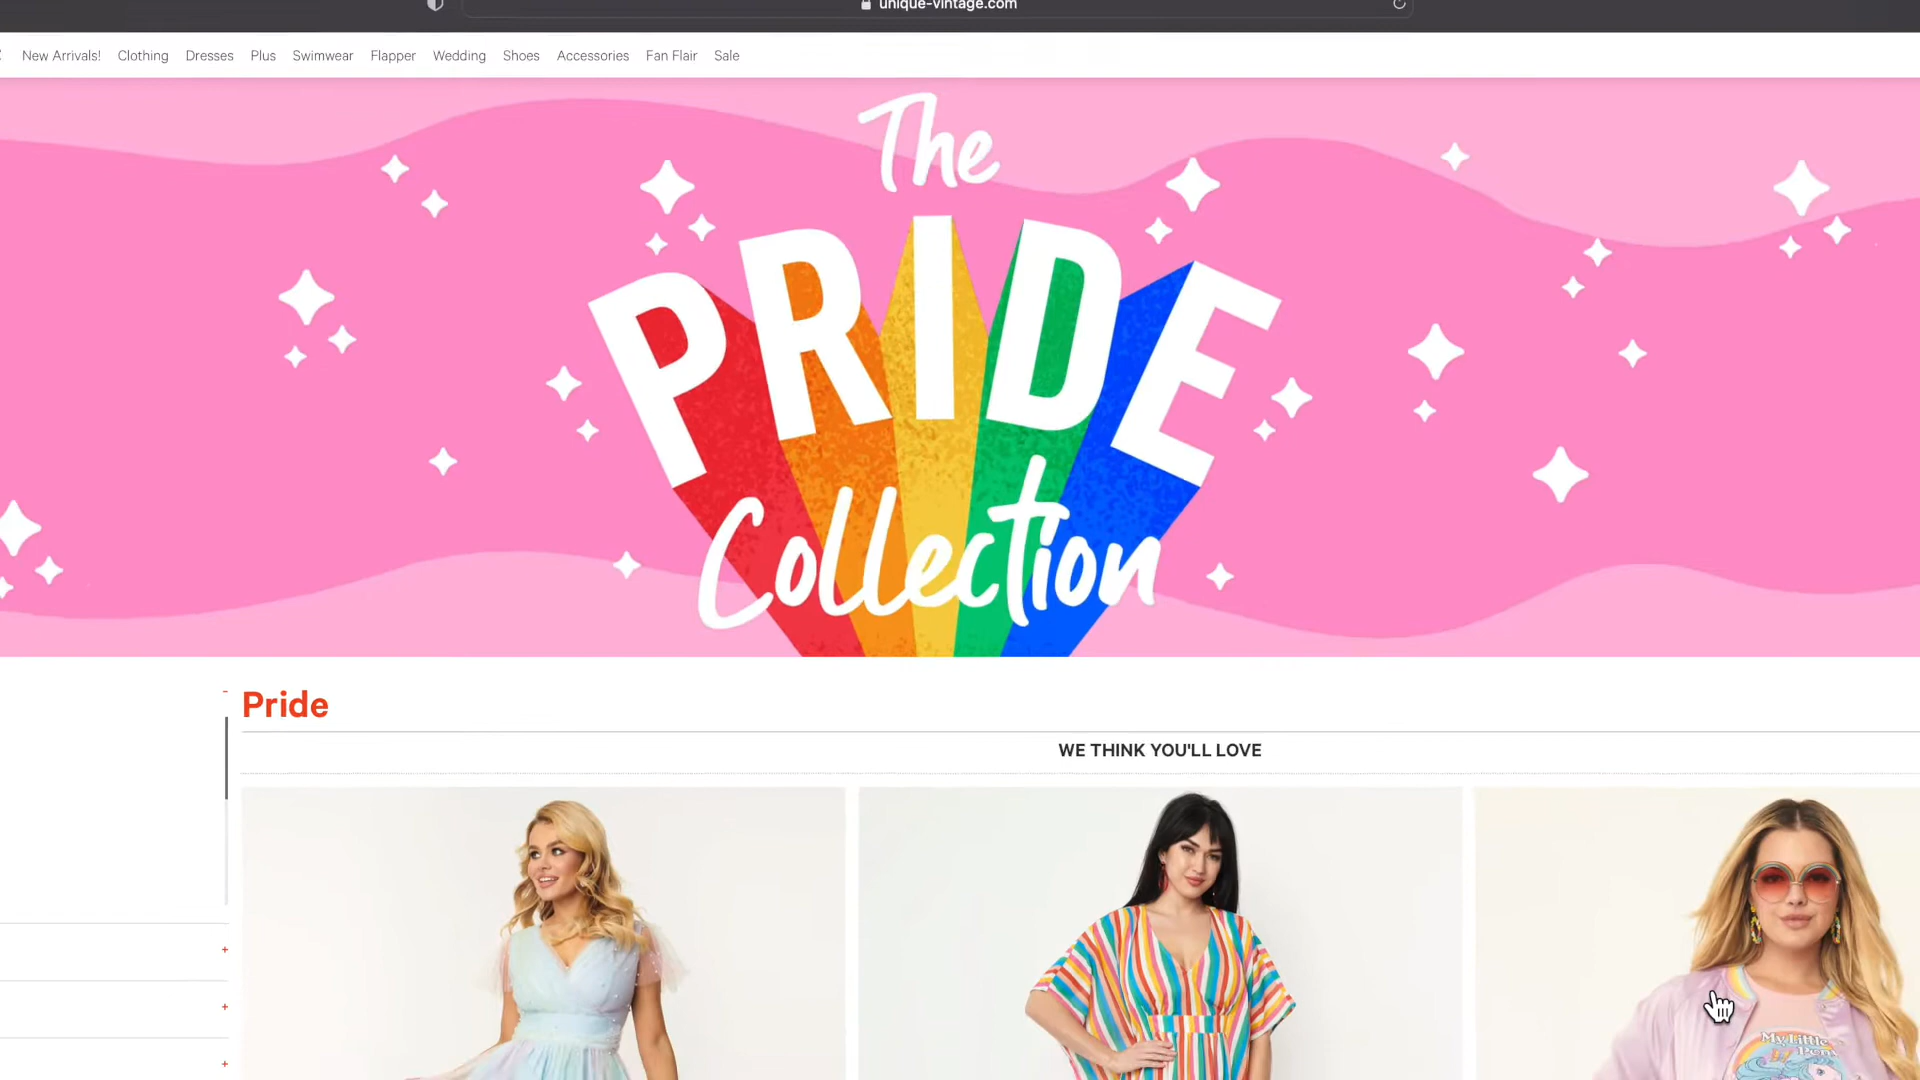 unique-vintage.com
New Arrivals! Clothing Dresses Plus Swimwear Flapper Wedding Shoes Accessories Fan Flair Sale
The
PRIDE
Collection
Pride
WE THINK YOU'LL LOVE
My Little
Pony